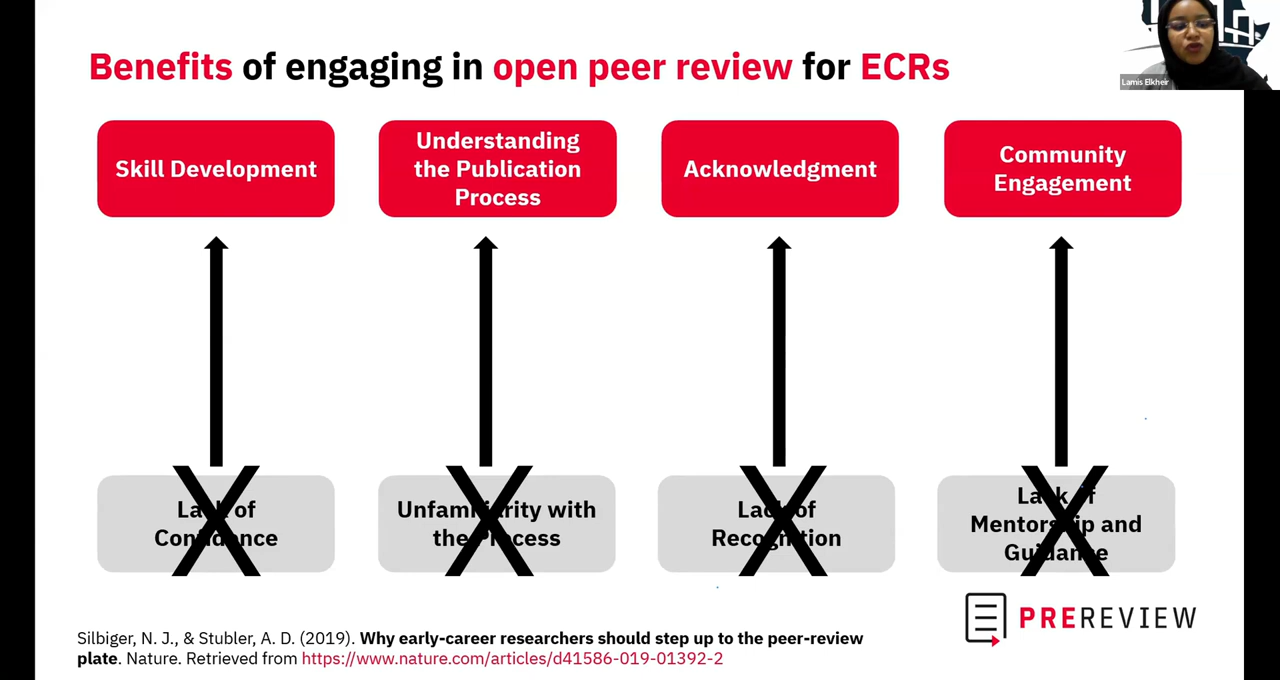 Benefits of engaging in open peer review for ECRs
Lamis Elkheir
Skill Development
Understanding
the Publication
Process
Acknowledgment
Community
Engagement
Lack of
Confidence
Unfamiliarity with
the Process
Lack of
Recognition
Lack of
Mentorship and
Guidance
PREREVIEW
Silbiger, N. J., & Stubler, A. D. (2019). Why early-career researchers should step up to the peer-review
plate. Nature. Retrieved from https://www.nature.com/articles/d41586-019-01392-2